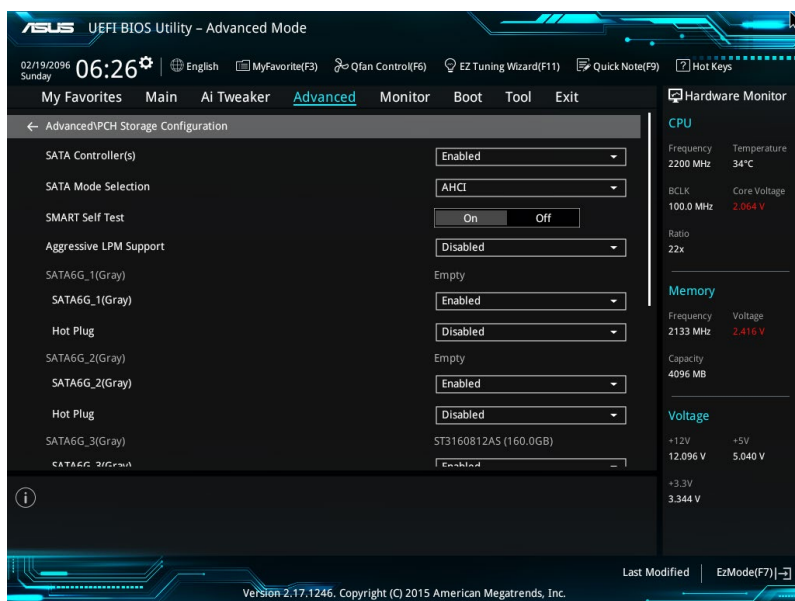 ASUS UEFI BIOS Utility – Advanced Mode
02/19/2096 Sunday 06:26 English MyFavorite(F3) Qfan Control(F6) EZ Tuning Wizard(F11) Quick Note(F9) ? Hot Keys
My Favorites Main Ai Tweaker Advanced Monitor Boot Tool Exit
← Advanced\PCH Storage Configuration
SATA Controller(s) Enabled
SATA Mode Selection AHCI
SMART Self Test On Off
Aggressive LPM Support Disabled
SATA6G_1(Gray) Empty
SATA6G_1(Gray) Enabled
Hot Plug Disabled
SATA6G_2(Gray) Empty
SATA6G_2(Gray) Enabled
Hot Plug Disabled
SATA6G_3(Gray) ST3160812AS (160.0GB)
SATA6G_3(Gray) Enabled
Hardware Monitor
CPU
Frequency Temperature
2200 MHz 34°C
BCLK Core Voltage
100.0 MHz 2.064 V
Ratio
22x
Memory
Frequency Voltage
2133 MHz 2.416 V
Capacity
4096 MB
Voltage
+12V +5V
12.096 V 5.040 V
+3.3V
3.344 V
Last Modified EzMode(F7)
Version 2.17.1246. Copyright (C) 2015 American Megatrends, Inc.